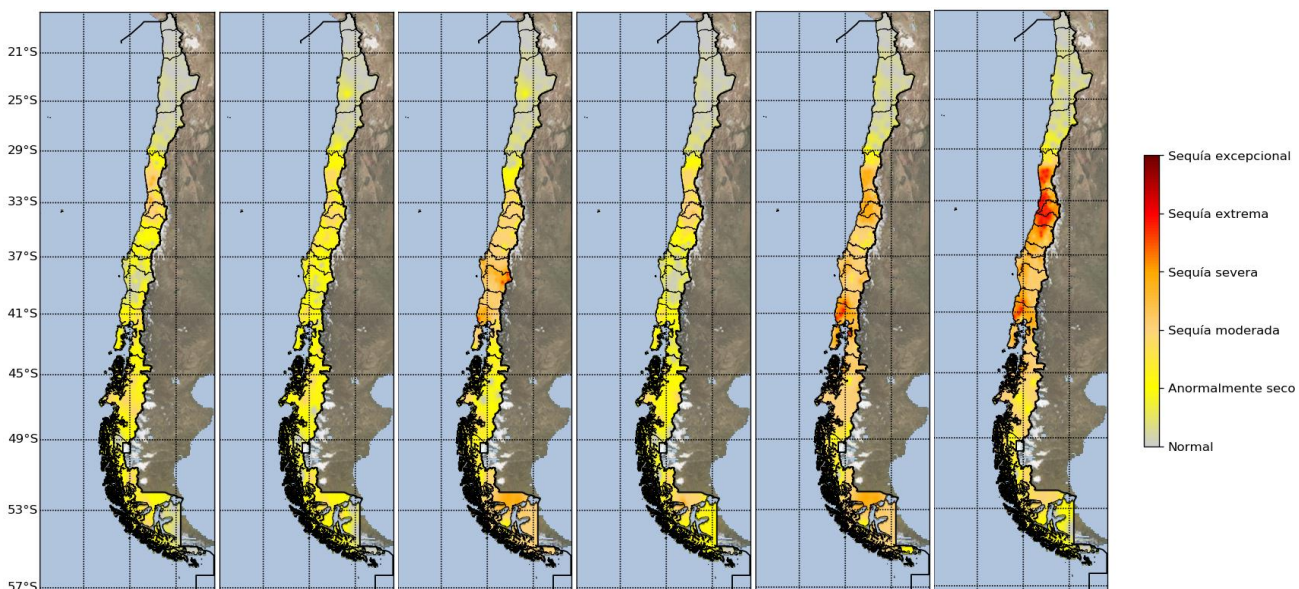 21°S
25°S
29°S
33°S
37°S
41°S
45°S
49°S
53°S
57°S
Sequía excepcional
Sequía extrema
Sequía severa
Sequía moderada
Anormalmente seco
Normal